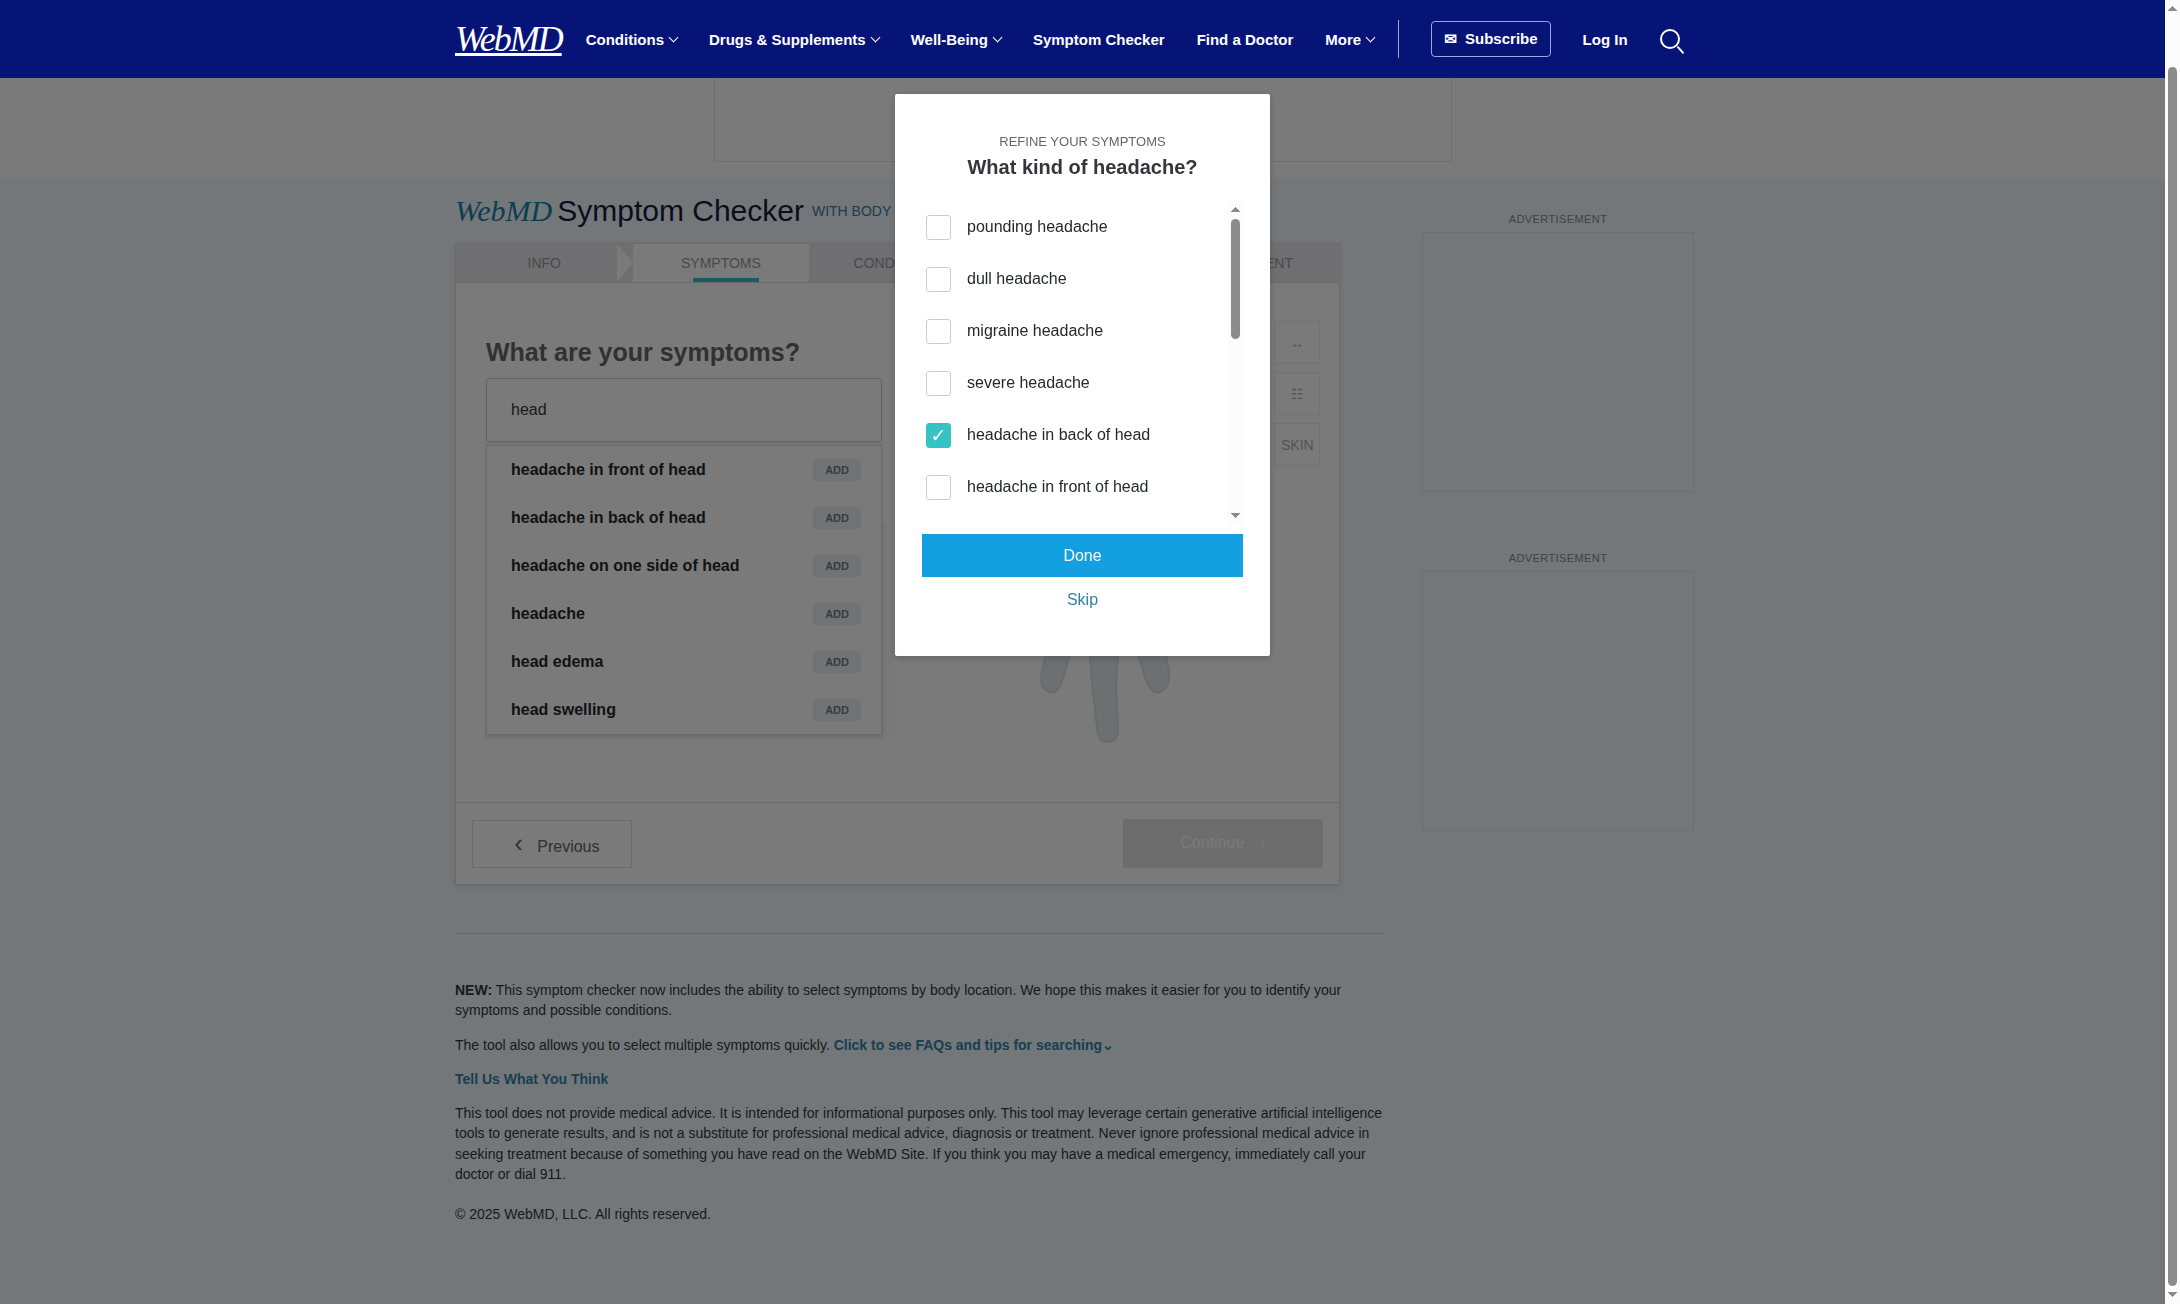 WebMD Conditions Drugs & Supplements Well-Being Symptom Checker Find a Doctor More Subscribe Log In
REFINE YOUR SYMPTOMS
What kind of headache?
pounding headache
dull headache
migraine headache
severe headache
headache in back of head
headache in front of head
Done
Skip
WebMD Symptom Checker WITH BODY
INFO SYMPTOMS COND ENT
What are your symptoms?
head
headache in front of head ADD
headache in back of head ADD
headache on one side of head ADD
headache ADD
head edema ADD
head swelling ADD
SKIN
Previous Continue
ADVERTISEMENT
ADVERTISEMENT
NEW: This symptom checker now includes the ability to select symptoms by body location. We hope this makes it easier for you to identify your
symptoms and possible conditions.
The tool also allows you to select multiple symptoms quickly. Click to see FAQs and tips for searching
Tell Us What You Think
This tool does not provide medical advice. It is intended for informational purposes only. This tool may leverage certain generative artificial intelligence
tools to generate results, and is not a substitute for professional medical advice, diagnosis or treatment. Never ignore professional medical advice in
seeking treatment because of something you have read on the WebMD Site. If you think you may have a medical emergency, immediately call your
doctor or dial 911.
© 2025 WebMD, LLC. All rights reserved.